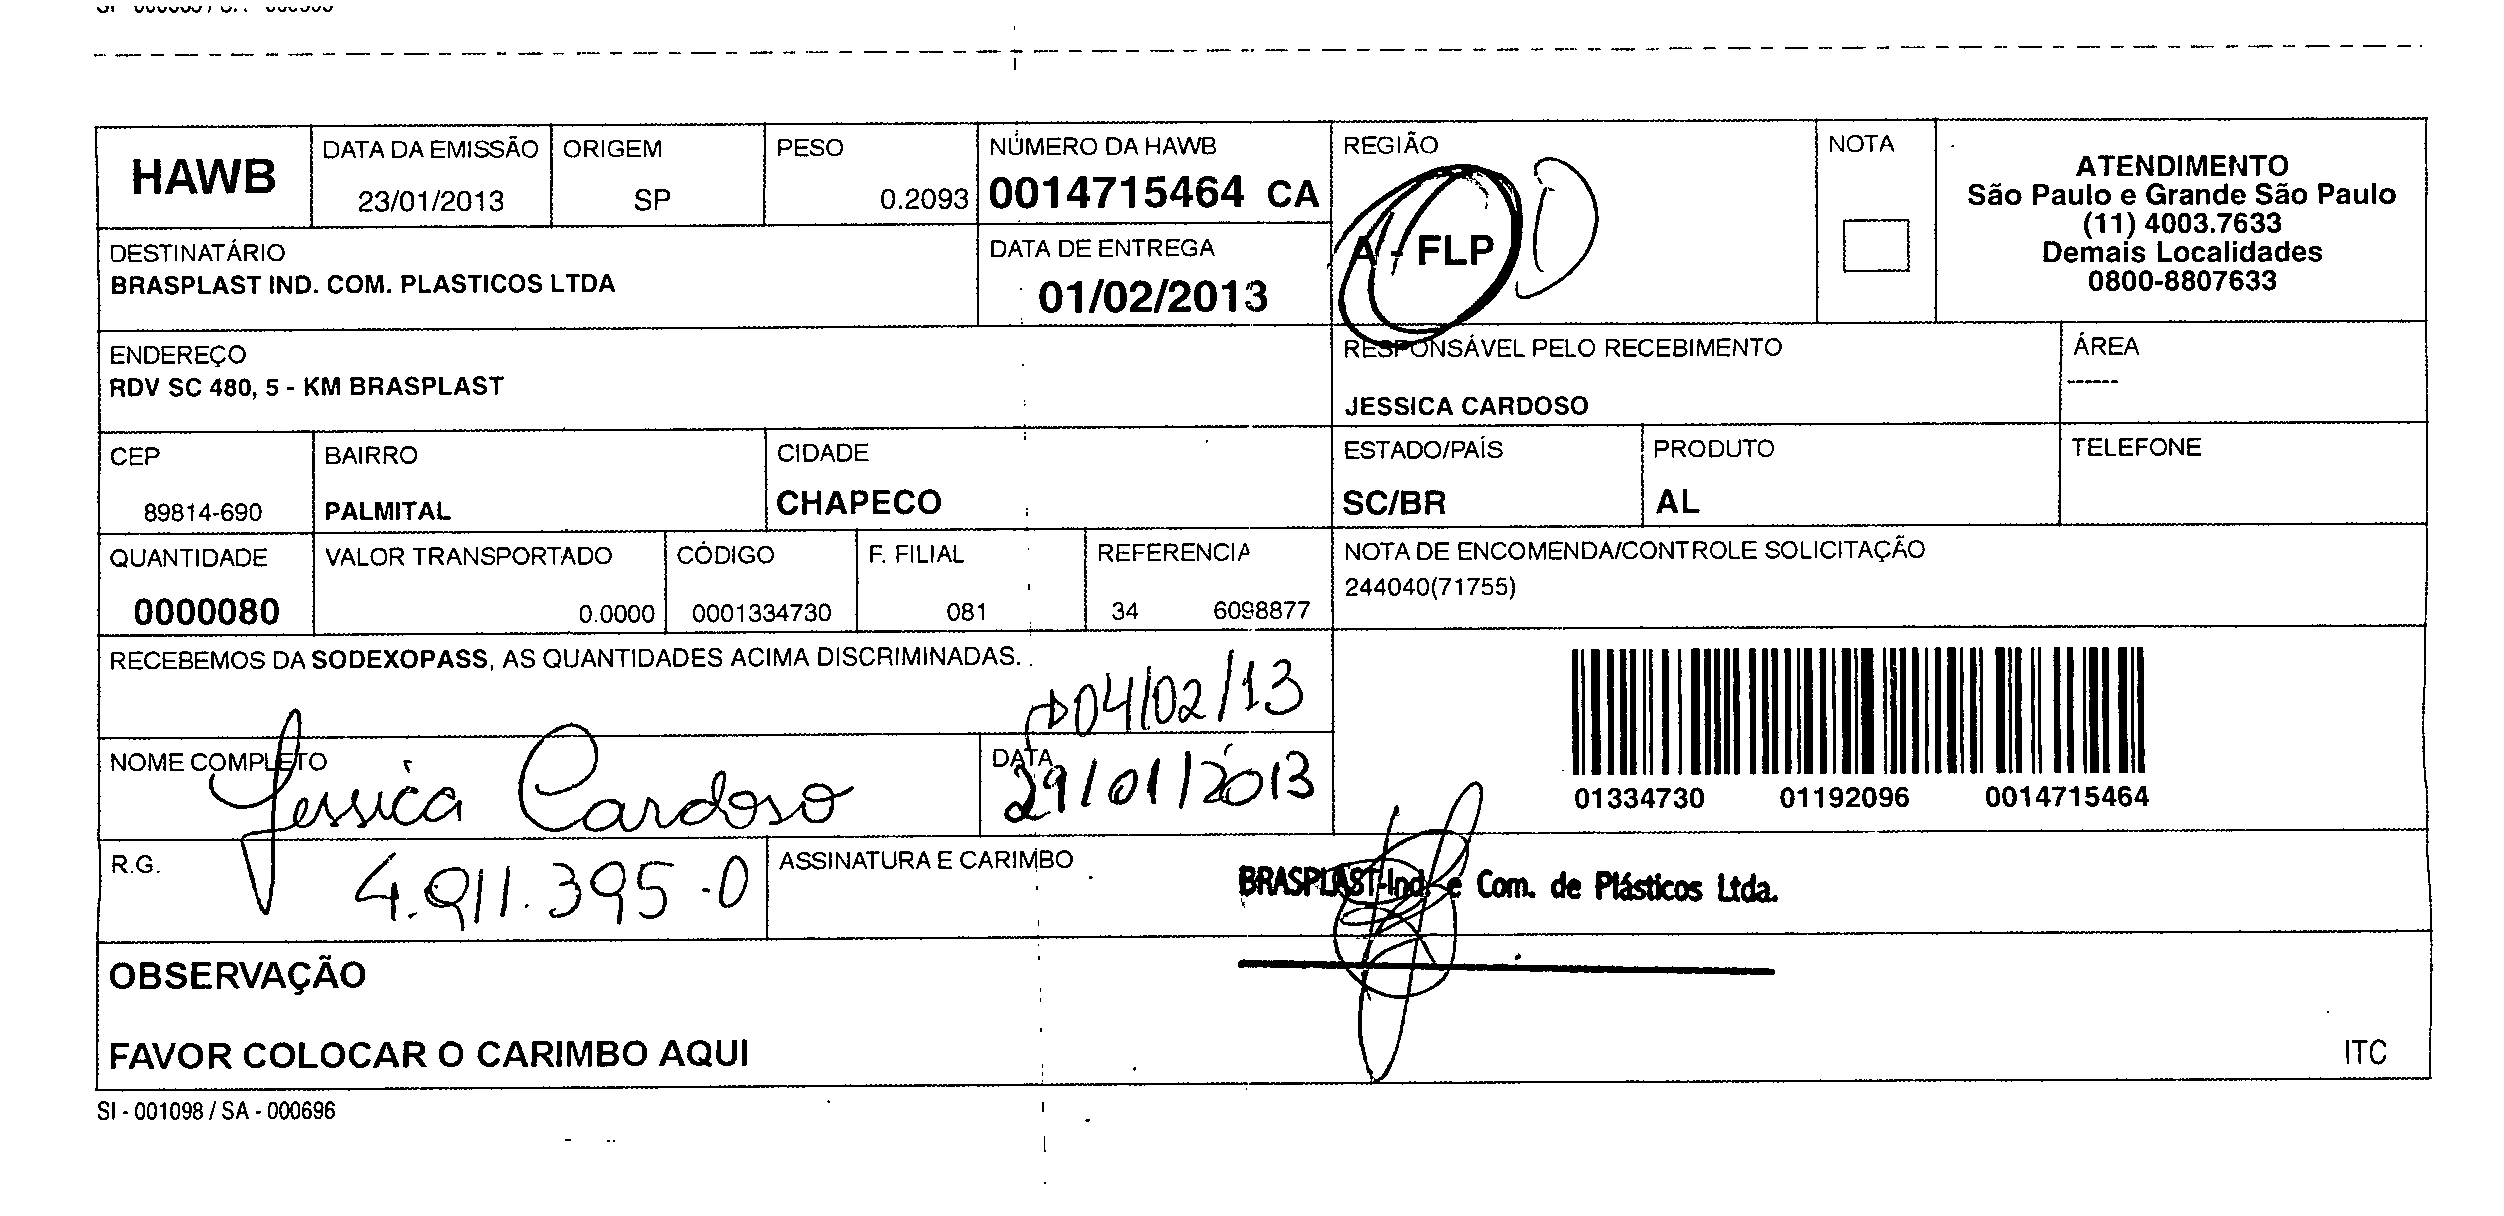 HAWB
DATA DA EMISSÃO
23/01/2013
ORIGEM
SP
PESO
0.2093
NÚMERO DA HAWB
0014715464 CA
REGIÃO
A - FLP
NOTA
ATENDIMENTO
São Paulo e Grande São Paulo
(11) 4003.7633
Demais Localidades
0800-8807633
DESTINATÁRIO
BRASPLAST IND. COM. PLASTICOS LTDA
DATA DE ENTREGA
01/02/2013
ENDEREÇO
RDV SC 480, 5 - KM BRASPLAST
RESPONSÁVEL PELO RECEBIMENTO
JESSICA CARDOSO
ÁREA
------
CEP
89814-690
BAIRRO
PALMITAL
CIDADE
CHAPECO
ESTADO/PAÍS
SC/BR
PRODUTO
AL
TELEFONE
QUANTIDADE
0000080
VALOR TRANSPORTADO
0.0000
CÓDIGO
0001334730
F. FILIAL
081
REFERENCIA
34 6098877
NOTA DE ENCOMENDA/CONTROLE SOLICITAÇÃO
244040(71755)
RECEBEMOS DA SODEXOPASS, AS QUANTIDADES ACIMA DISCRIMINADAS.
04/02/13
NOME COMPLETO
Jessica Cardoso
DATA
29/01/2013
01334730 01192096 0014715464
R.G.
4.911.395-0
ASSINATURA E CARIMBO
BRASPLAST-Ind. e Com. de Plásticos Ltda.
OBSERVAÇÃO
FAVOR COLOCAR O CARIMBO AQUI
ITC
SI - 001098 / SA - 000696